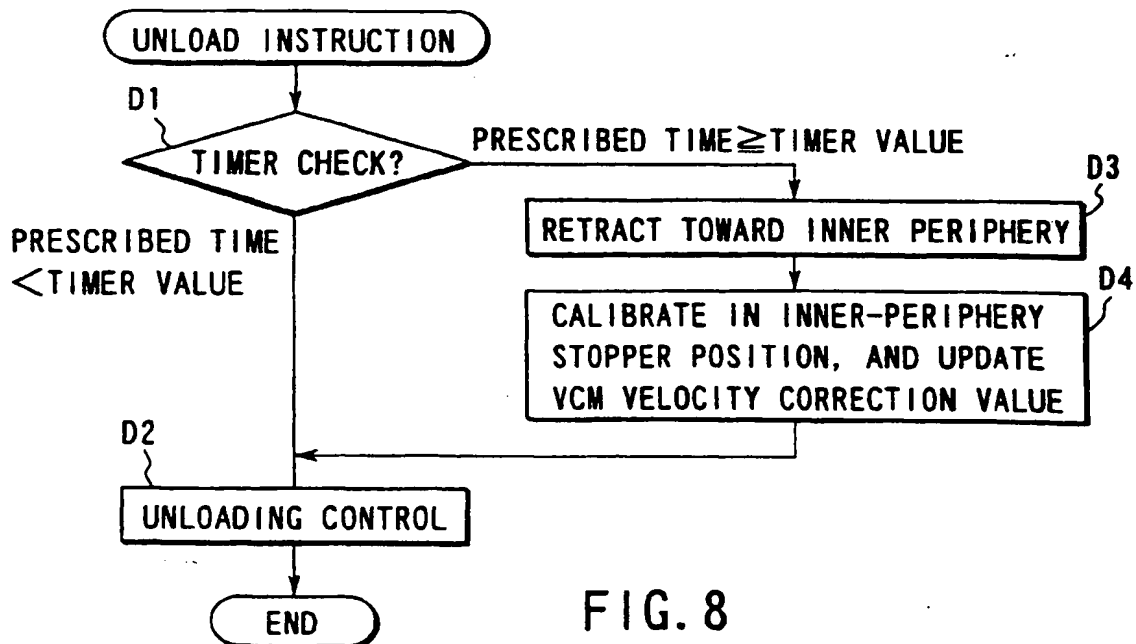 UNLOAD INSTRUCTION
D1
TIMER CHECK?
PRESCRIBED TIME≧TIMER VALUE
D3
RETRACT TOWARD INNER PERIPHERY
PRESCRIBED TIME
<TIMER VALUE
D4
CALIBRATE IN INNER-PERIPHERY
STOPPER POSITION, AND UPDATE
VCM VELOCITY CORRECTION VALUE
D2
UNLOADING CONTROL
END
FIG. 8